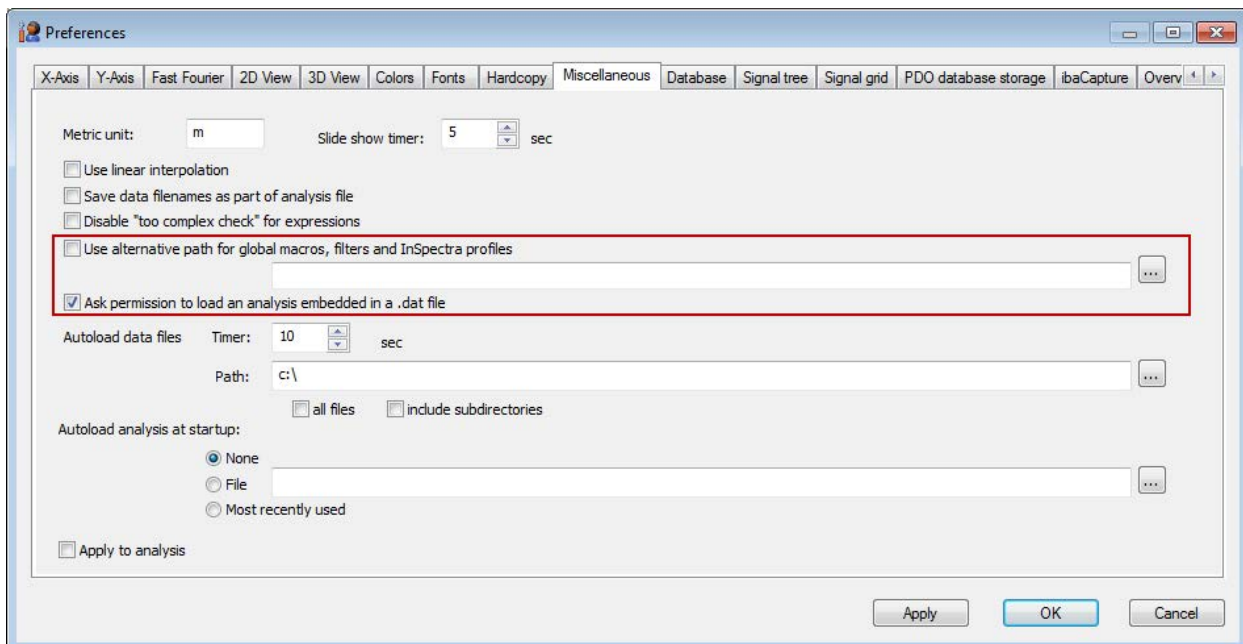 Preferences
X-Axis Y-Axis Fast Fourier 2D View 3D View Colors Fonts Hardcopy Miscellaneous Database Signal tree Signal grid PDO database storage ibaCapture Overv
Metric unit: m Slide show timer: 5 sec
Use linear interpolation
Save data filenames as part of analysis file
Disable "too complex check" for expressions
Use alternative path for global macros, filters and InSpectra profiles
...
Ask permission to load an analysis embedded in a .dat file
Autoload data files Timer: 10 sec
Path: c:\ ...
all files include subdirectories
Autoload analysis at startup:
None
File ...
Most recently used
Apply to analysis
Apply OK Cancel